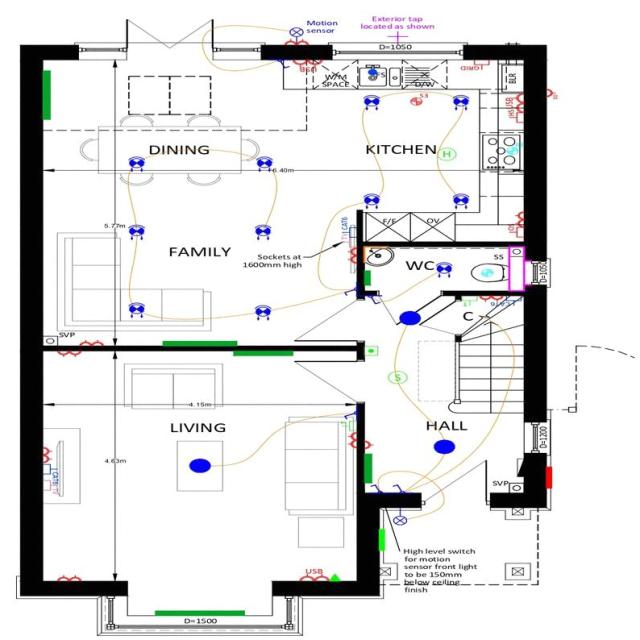 Motion
sensor
Exterior tap
located as shown
D=1050
W/M
SPACE
D/W
BLR
USB
S3
DINING
KITCHEN
H
6.40m
F/F
OV
5.77m
CAT6
FAMILY
Sockets at
1600mm high
WC
SS
SVP
C
4.15m
S
LIVING
HALL
D=1200
4.63m
SVP
High level switch
for motion
sensor front light
to be 150mm
below ceiling
finish
USB
D=1500